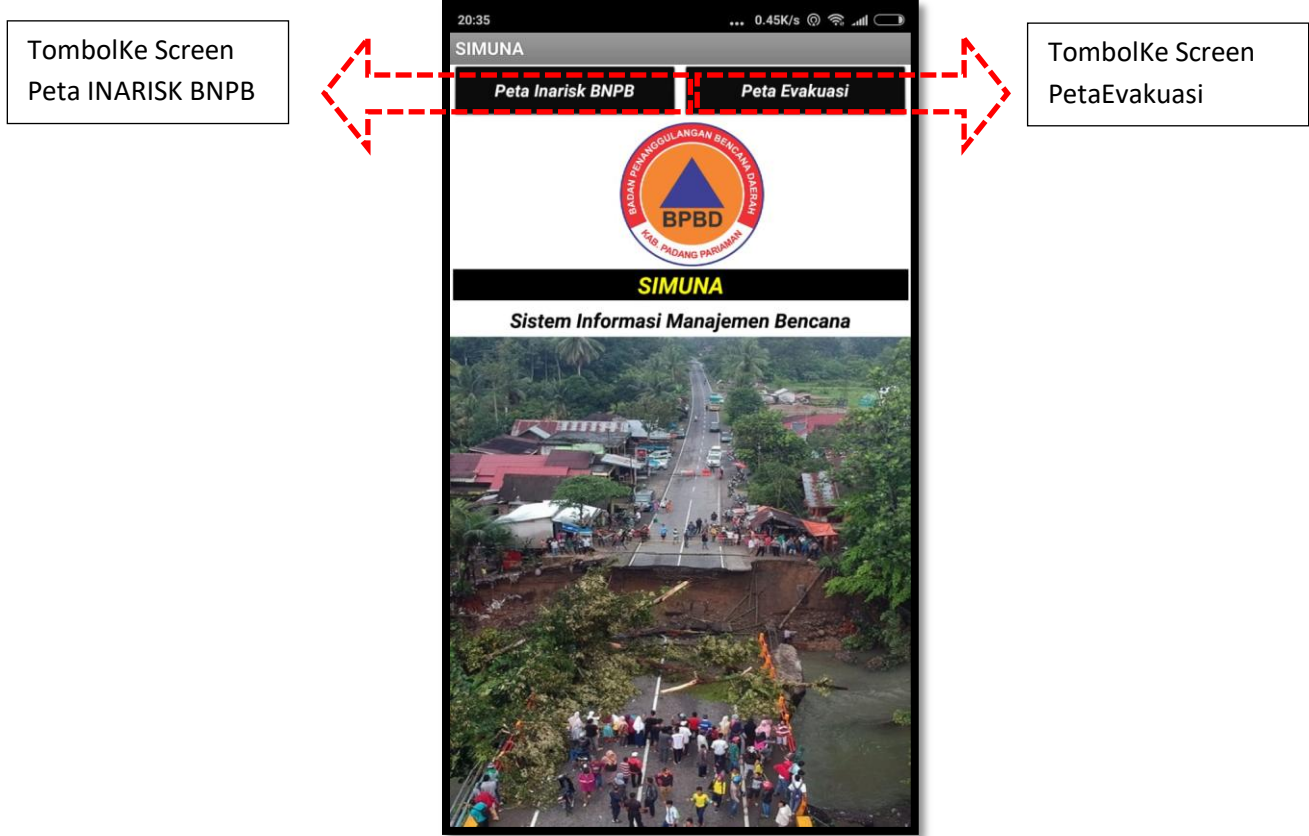 TombolKe Screen
Peta INARISK BNPB
20:35
... 0.45K/s
SIMUNA
Peta Inarisk BNPB
Peta Evakuasi
TombolKe Screen
PetaEvakuasi
BADAN PENANGGULANGAN BENCANA DAERAH
BPBD
KAB. PADANG PARIAMAN
SIMUNA
Sistem Informasi Manajemen Bencana